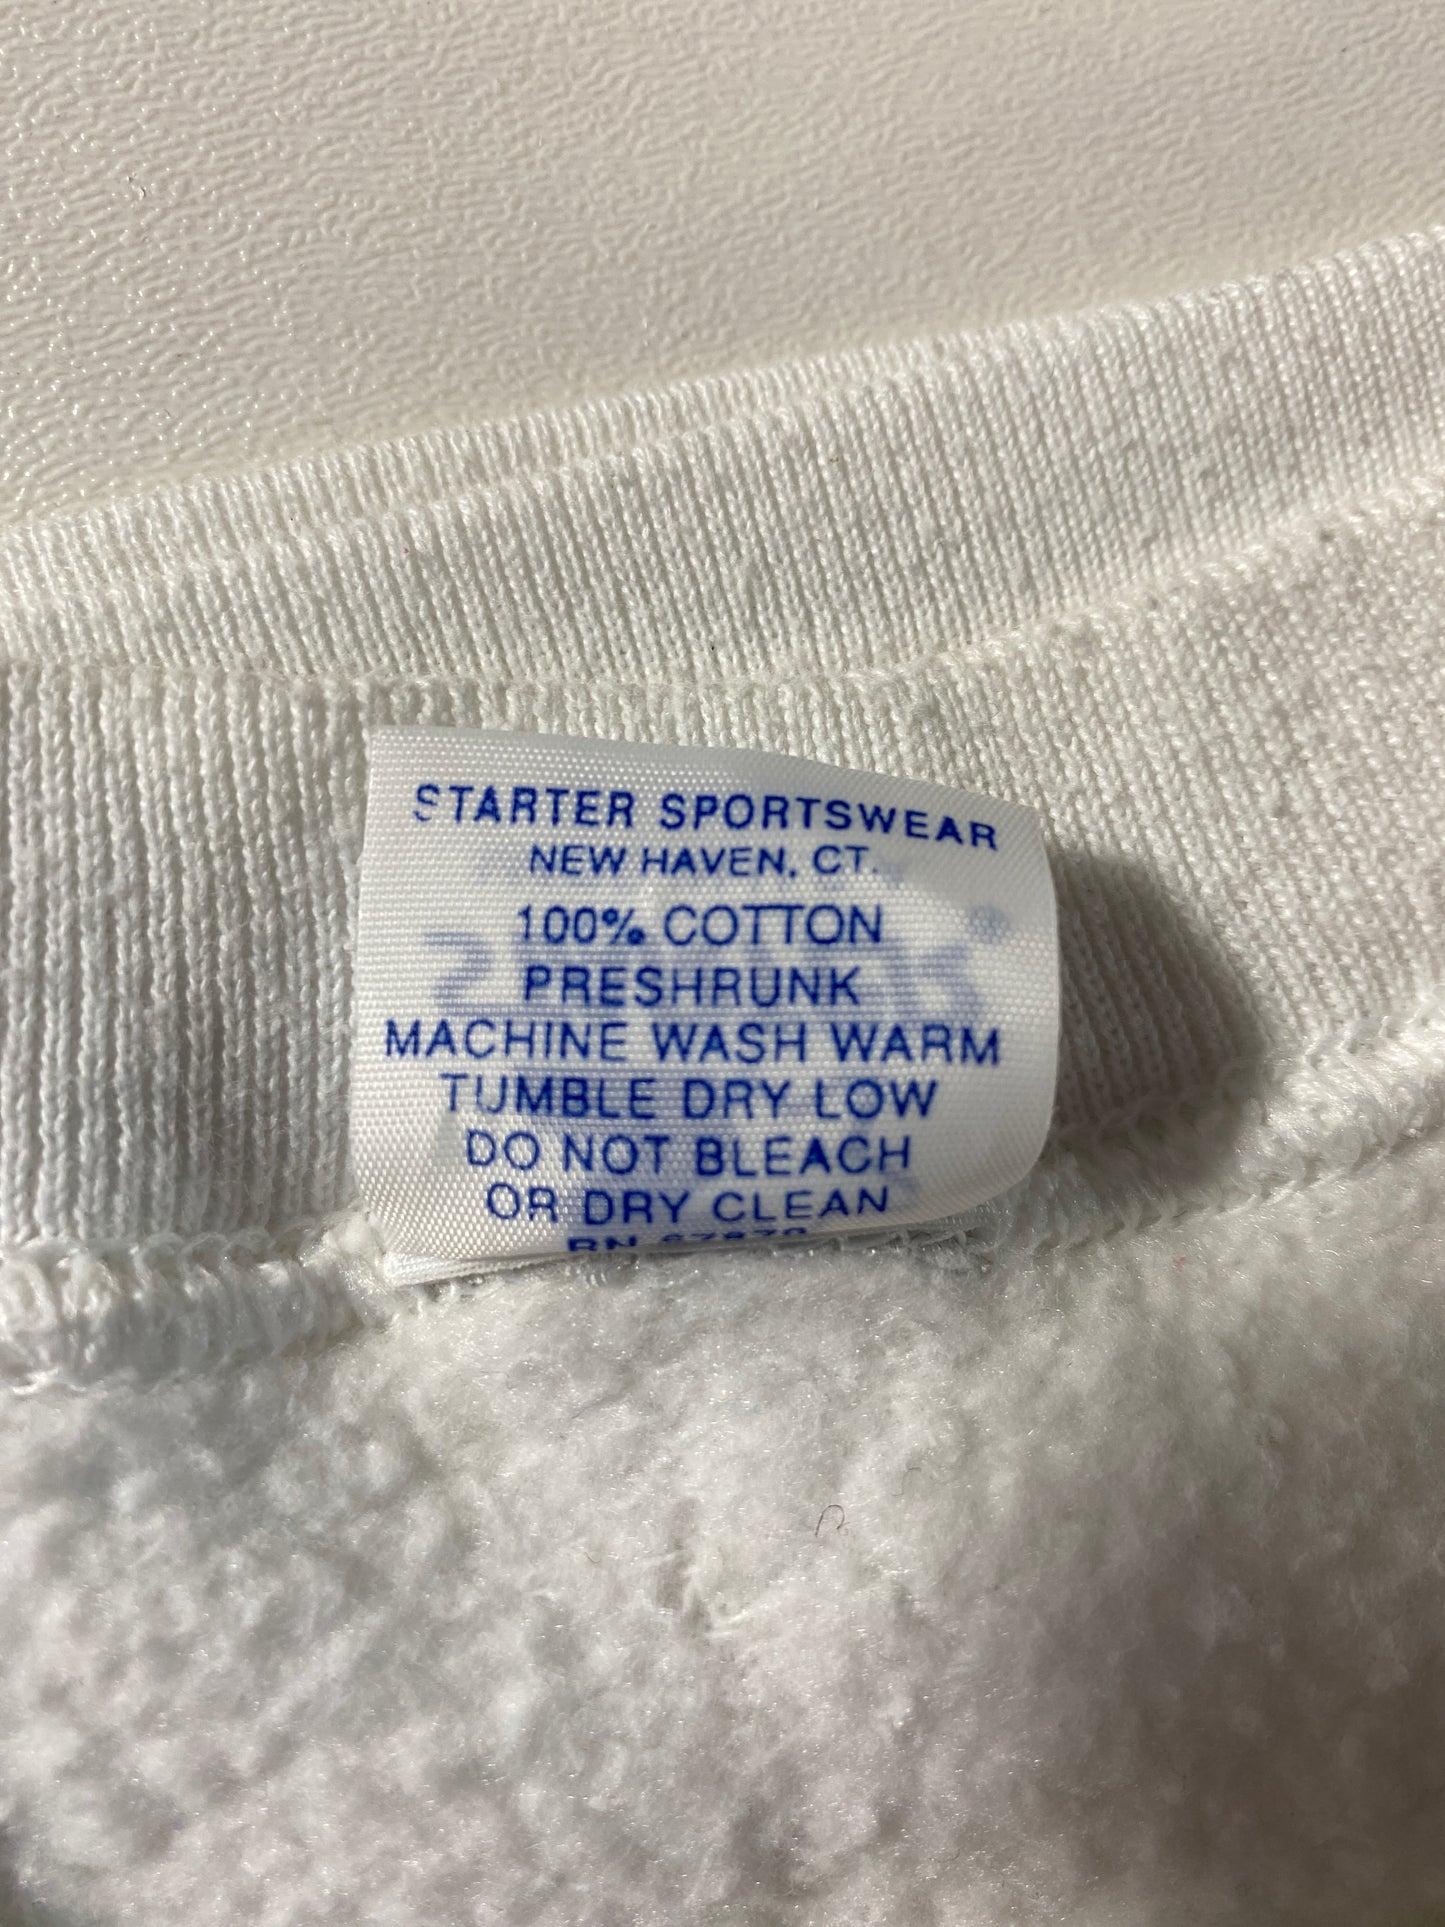 STARTER SPORTSWEAR
NEW HAVEN, CT.
100% COTTON
PRESHRUNK
MACHINE WASH WARM
TUMBLE DRY LOW
DO NOT BLEACH
OR DRY CLEAN
RN